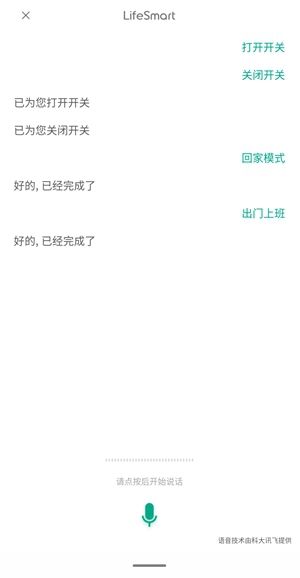 LifeSmart
打开开关
关闭开关
已为您打开开关
已为您关闭开关
回家模式
好的, 已经完成了
出门上班
好的, 已经完成了
请点按后开始说话
语音技术由科大讯飞提供